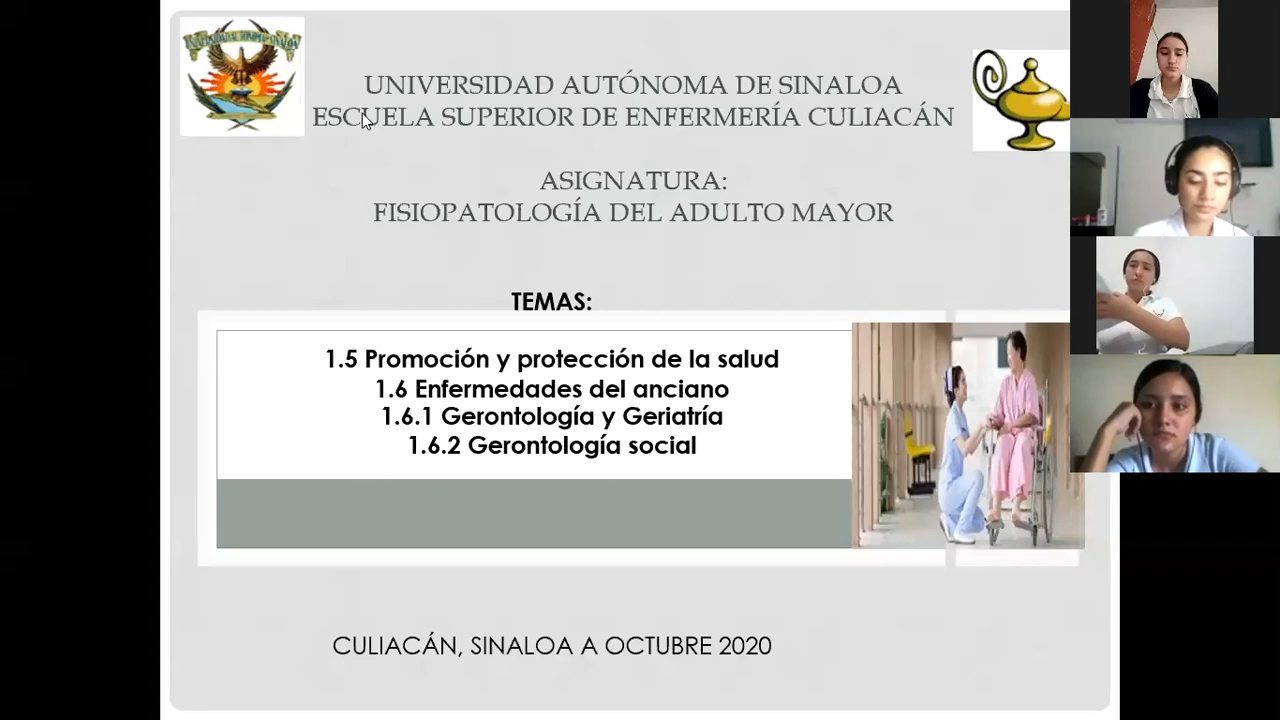 UNIVERSIDAD AUTÓNOMA DE SINALOA
ESCUELA SUPERIOR DE ENFERMERÍA CULIACÁN
ASIGNATURA:
FISIOPATOLOGÍA DEL ADULTO MAYOR
TEMAS:
1.5 Promoción y protección de la salud
1.6 Enfermedades del anciano
1.6.1 Gerontología y Geriatría
1.6.2 Gerontología social
CULIACÁN, SINALOA A OCTUBRE 2020